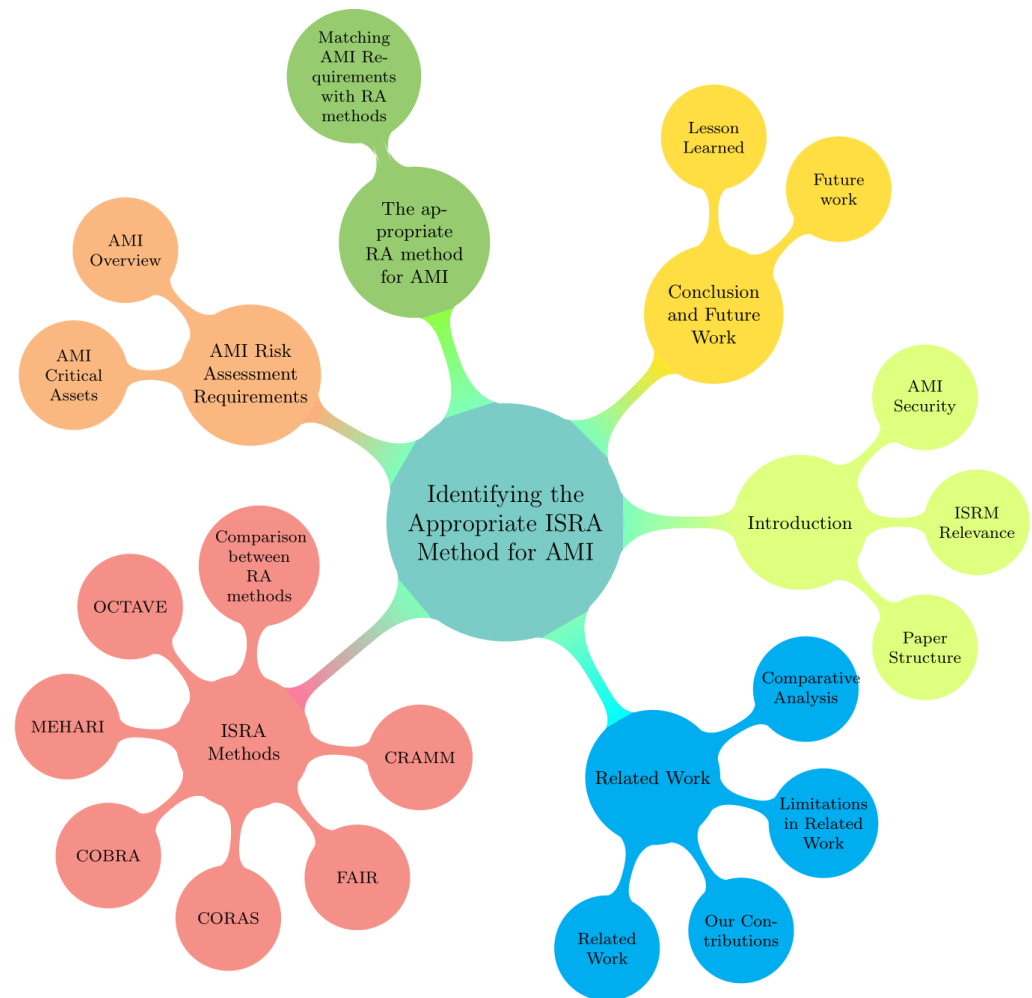 Matching
AMI Re-
quirements
with RA
methods
The ap-
propriate
RA method
for AMI
Lesson
Learned
Future
work
Conclusion
and Future
Work
AMI
Overview
AMI
Critical
Assets
AMI Risk
Assessment
Requirements
Identifying the
Appropriate ISRA
Method for AMI
AMI
Security
Introduction
ISRM
Relevance
Paper
Structure
Comparison
between
RA
methods
OCTAVE
MEHARI
ISRA
Methods
CRAMM
COBRA
FAIR
CORAS
Comparative
Analysis
Related Work
Limitations
in Related
Work
Our Con-
tributions
Related
Work